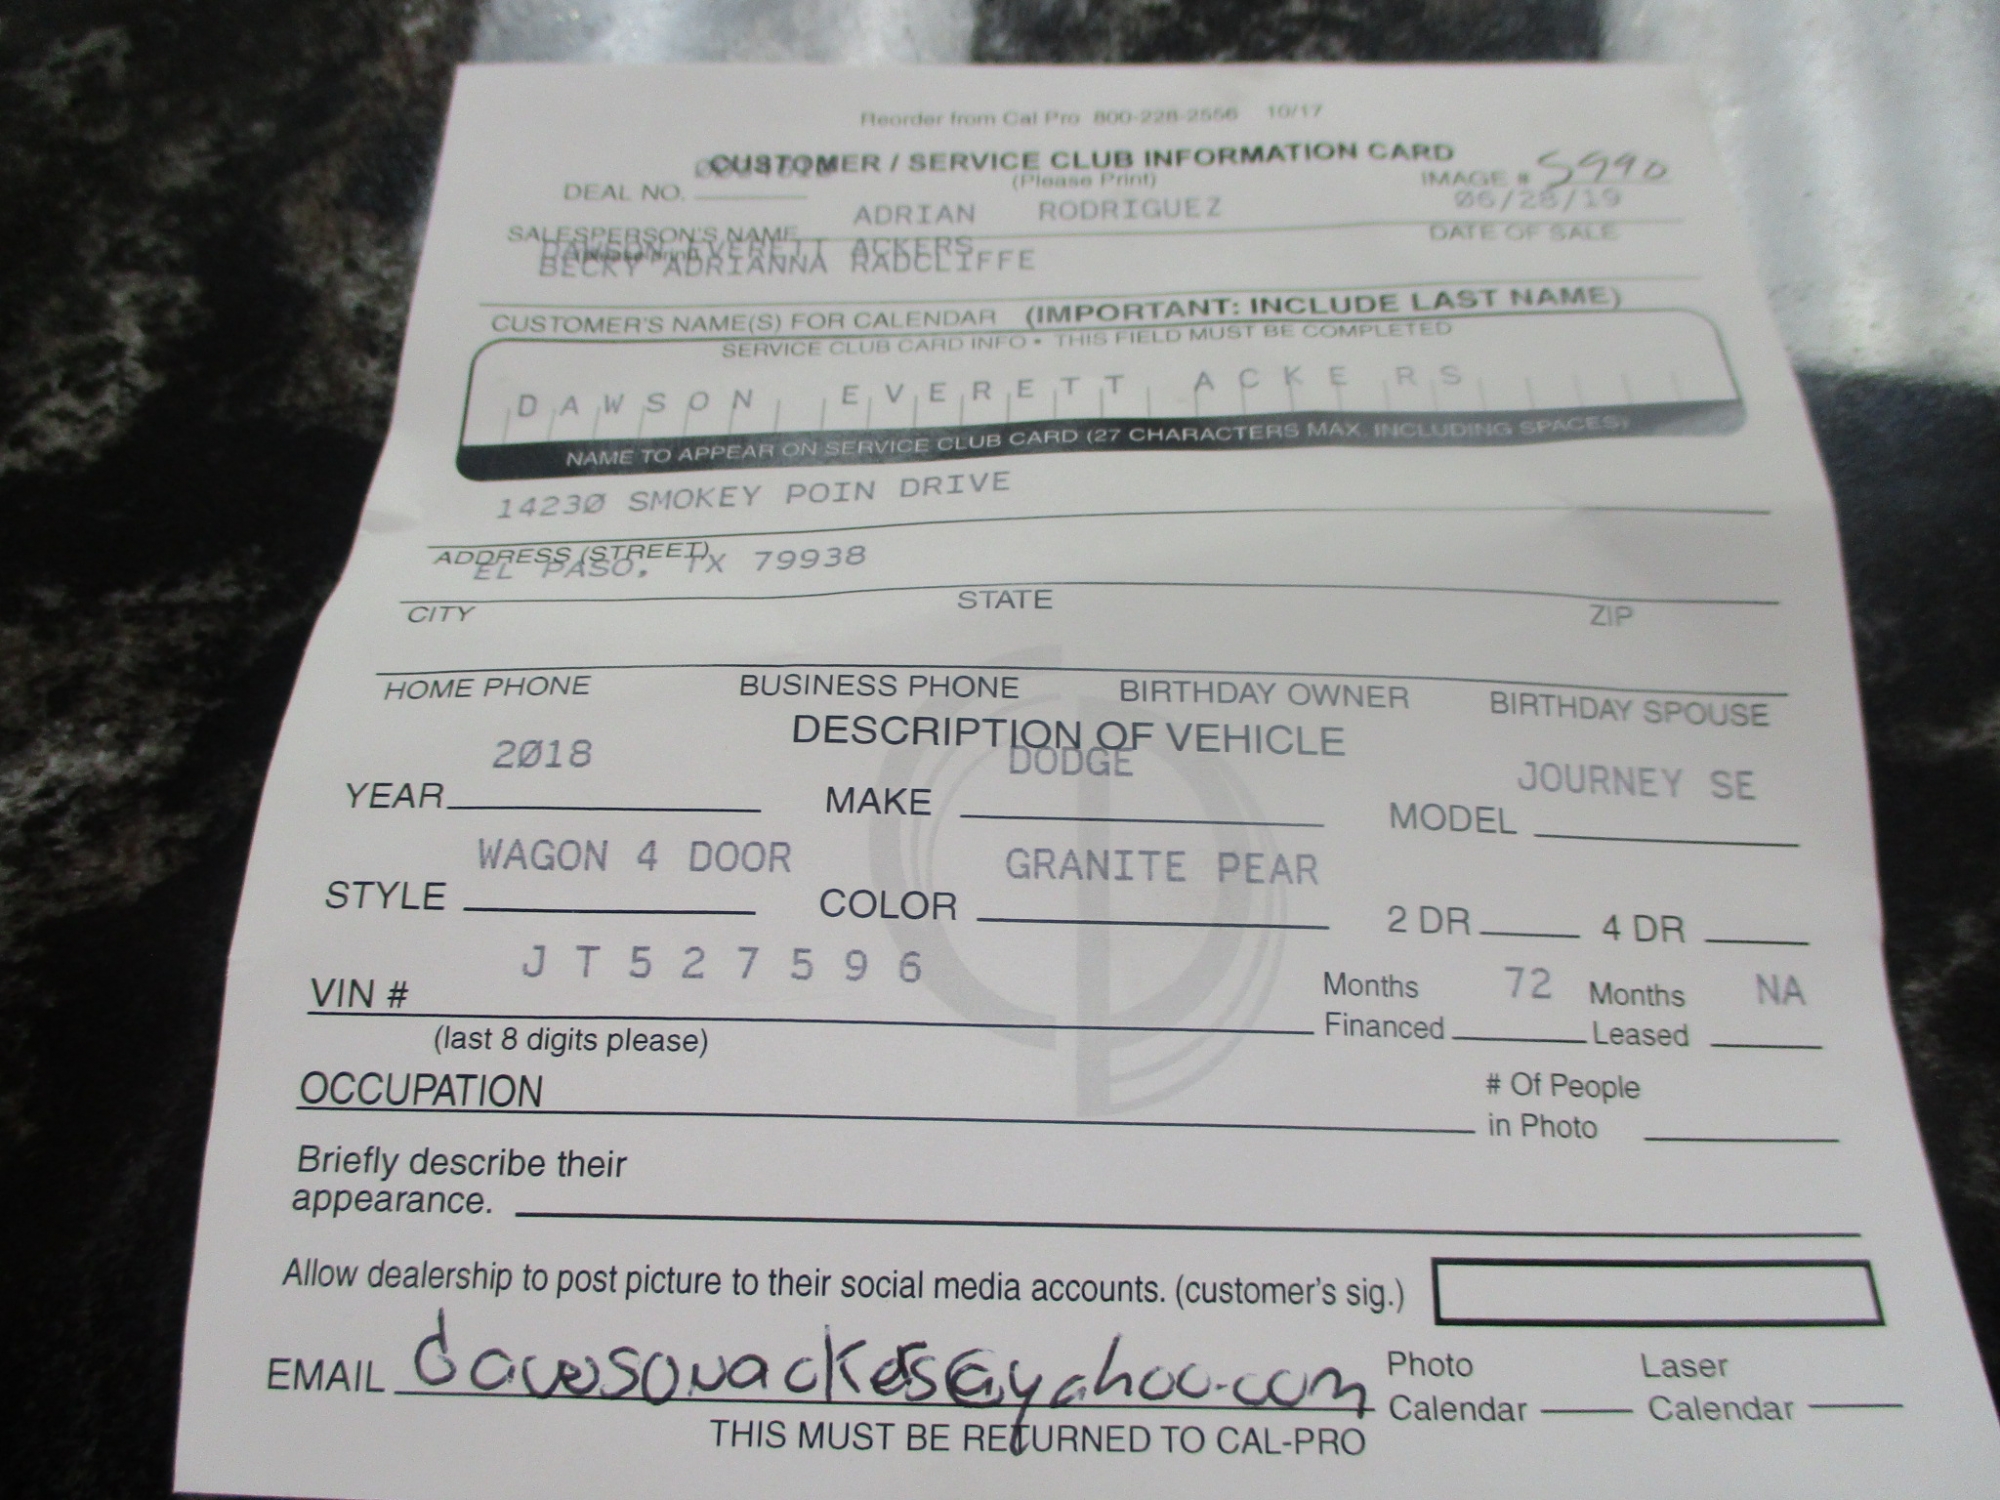 Reorder from Cal Pro 800-228-2556 10/17
CUSTOMER / SERVICE CLUB INFORMATION CARD
(Please Print)
DEAL NO.
IMAGE # 5990
ADRIAN RODRIGUEZ 06/28/19
SALESPERSON'S NAME DATE OF SALE
DAWSON EVERETT ACKERS
BECKY ADRIANNA RADCLIFFE
CUSTOMER'S NAME(S) FOR CALENDAR (IMPORTANT: INCLUDE LAST NAME)
SERVICE CLUB CARD INFO • THIS FIELD MUST BE COMPLETED
DAWSON EVERETT ACKERS
NAME TO APPEAR ON SERVICE CLUB CARD (27 CHARACTERS MAX. INCLUDING SPACES)
14230 SMOKEY POIN DRIVE
ADDRESS (STREET)
EL PASO, TX 79938
CITY STATE ZIP
HOME PHONE BUSINESS PHONE BIRTHDAY OWNER BIRTHDAY SPOUSE
DESCRIPTION OF VEHICLE
YEAR 2018 MAKE DODGE MODEL JOURNEY SE
STYLE WAGON 4 DOOR COLOR GRANITE PEAR 2 DR 4 DR
VIN # JT527596 Months Financed 72 Months Leased NA
(last 8 digits please)
OCCUPATION # Of People in Photo
Briefly describe their
appearance.
Allow dealership to post picture to their social media accounts. (customer's sig.)
EMAIL dawsonackers@yahoo.com Photo Calendar Laser Calendar
THIS MUST BE RETURNED TO CAL-PRO